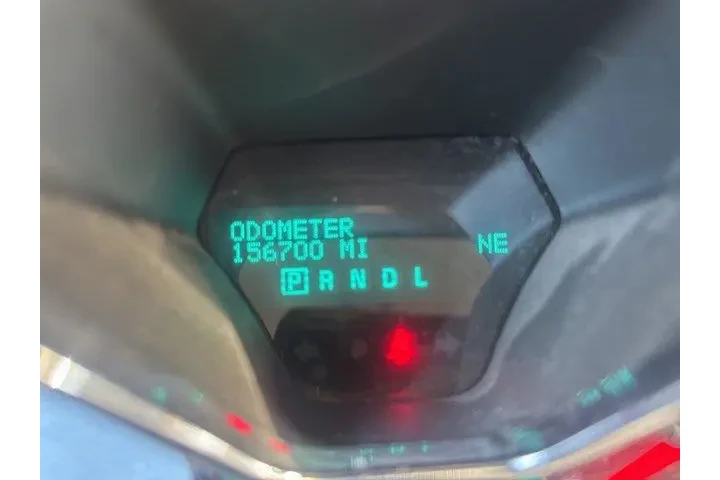 ODOMETER
156700 MI NE
P R N D L